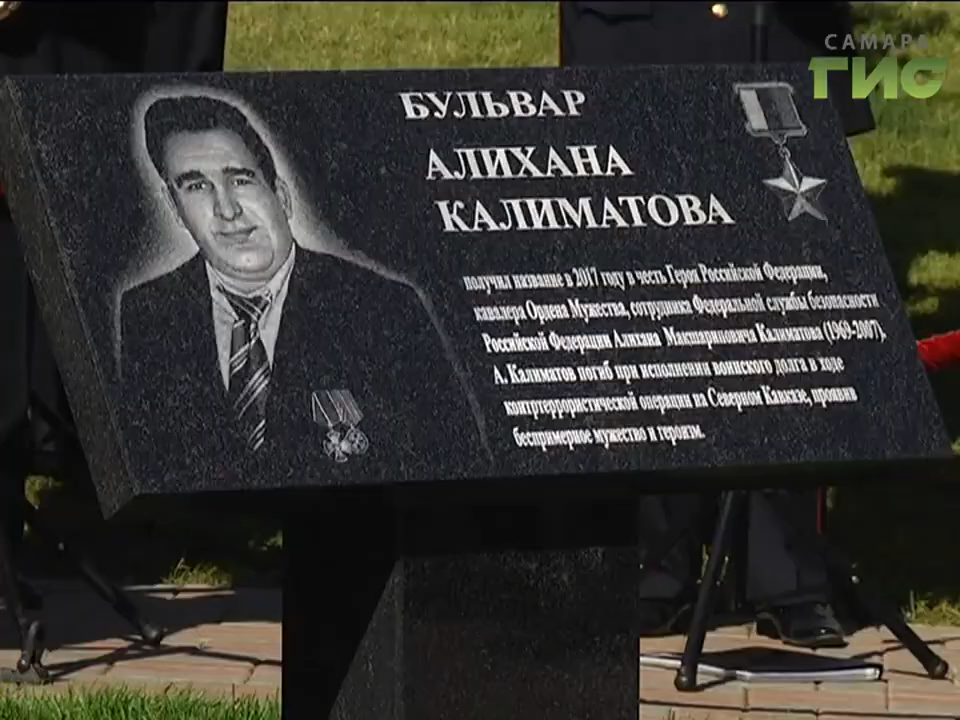 САМАРА
ГИС
БУЛЬВАР
АЛИХАНА
КАЛИМАТОВА
получил название в 2017 году в честь Героя Российской Федерации,
кавалера Ордена Мужества, сотрудника Федеральной службы безопасности
Российской Федерации Алихана Макшариповича Калиматова (1969-2007).
А. Калиматов погиб при исполнении воинского долга в ходе
контртеррористической операции на Северном Кавказе, проявив
беспримерное мужество и героизм.